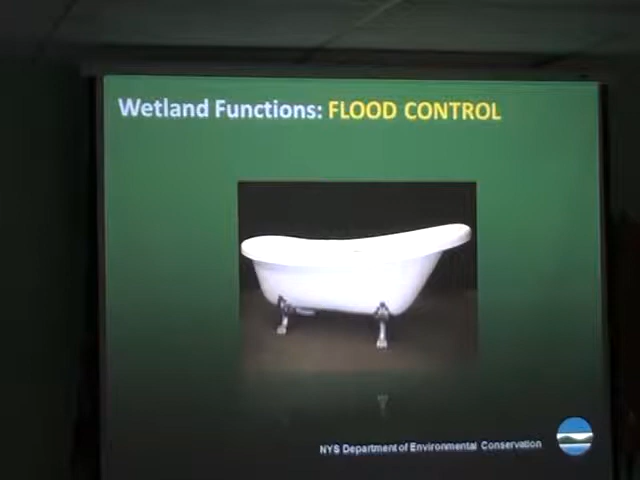 Wetland Functions: FLOOD CONTROL
NYS Department of Environmental Conservation